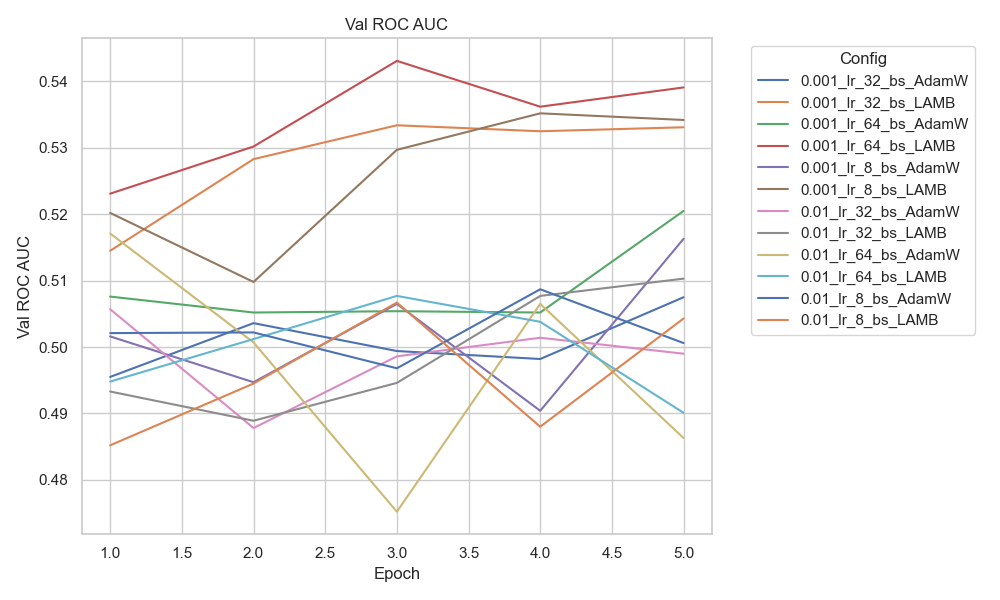 Val ROC AUC
Val ROC AUC
0.54
0.53
0.52
0.51
0.50
0.49
0.48
1.0
1.5
2.0
2.5
3.0
3.5
4.0
4.5
5.0
Epoch
Config
0.001_lr_32_bs_AdamW
0.001_lr_32_bs_LAMB
0.001_lr_64_bs_AdamW
0.001_lr_64_bs_LAMB
0.001_lr_8_bs_AdamW
0.001_lr_8_bs_LAMB
0.01_lr_32_bs_AdamW
0.01_lr_32_bs_LAMB
0.01_lr_64_bs_AdamW
0.01_lr_64_bs_LAMB
0.01_lr_8_bs_AdamW
0.01_lr_8_bs_LAMB